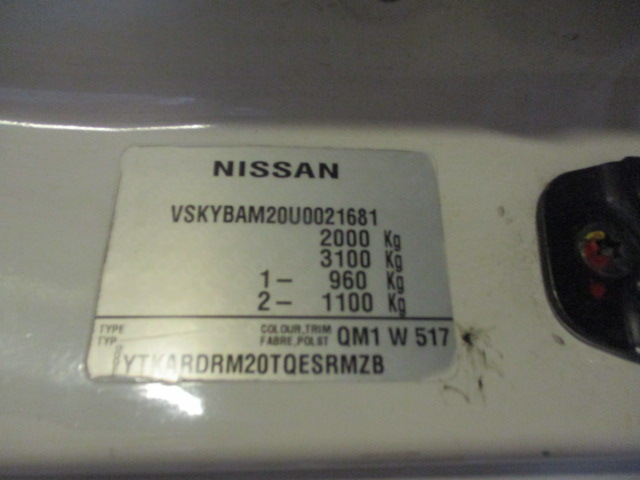 NISSAN
VSKYBAM20U0021681
2000 Kg
3100 Kg
1- 960 Kg
2- 1100 Kg
TYPE COLOUR,TRIM QM1 W 517
TYP FABRE,POLST
YTKARDRM20TQESRMZB